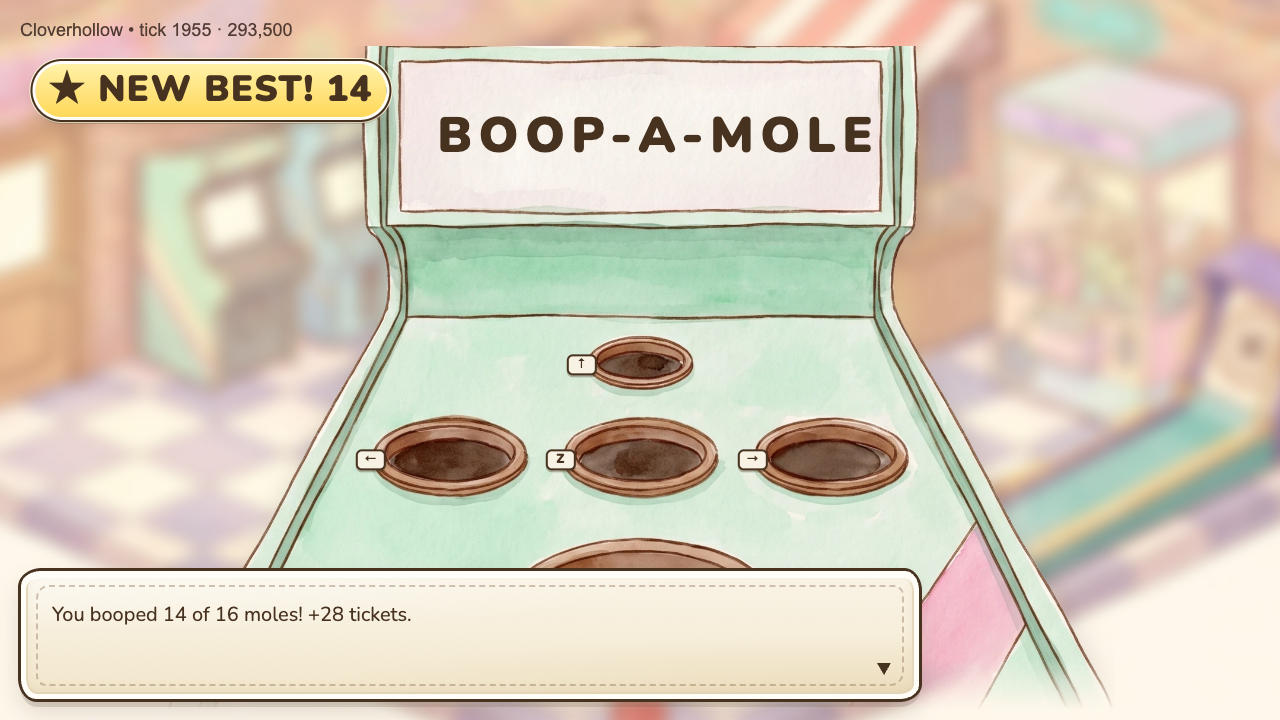 Cloverhollow • tick 1955 · 293,500
★ NEW BEST! 14
BOOP-A-MOLE
↑
← Z →
You booped 14 of 16 moles! +28 tickets.
▼